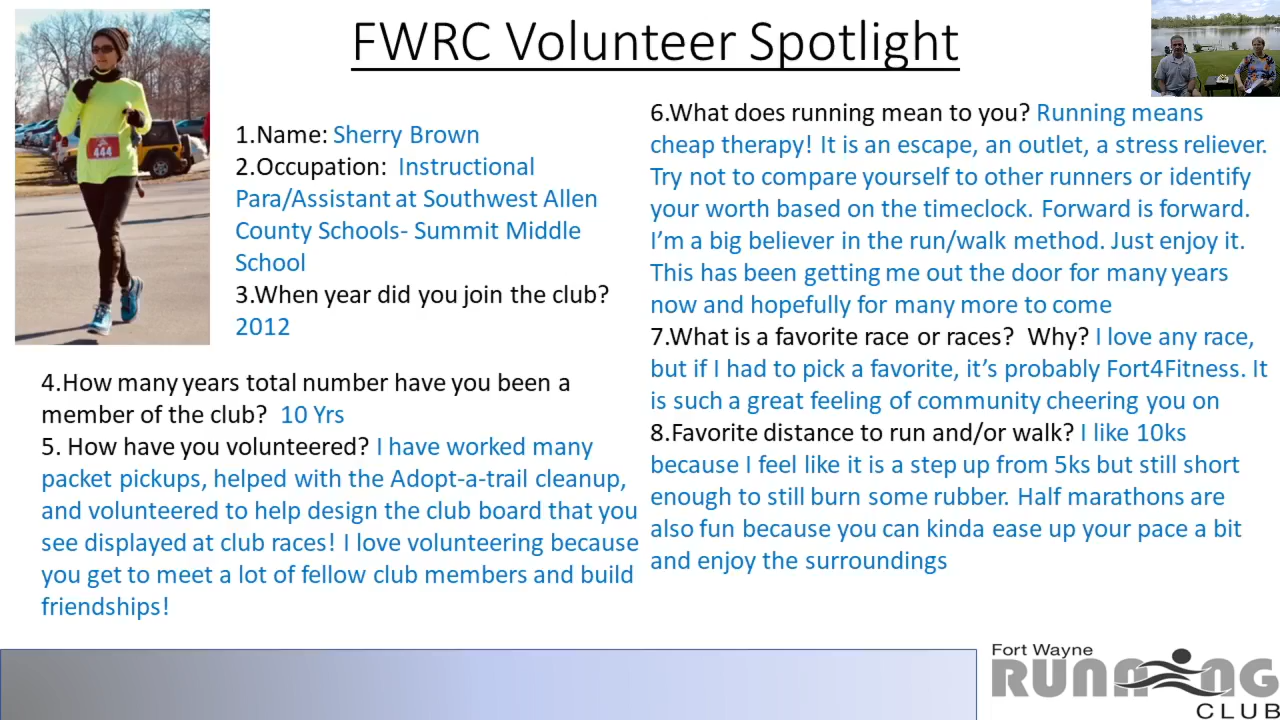 FWRC Volunteer Spotlight
444
1.Name: Sherry Brown
2.Occupation: Instructional
Para/Assistant at Southwest Allen
County Schools- Summit Middle
School
3.When year did you join the club?
2012
4.How many years total number have you been a
member of the club? 10 Yrs
5. How have you volunteered? I have worked many
packet pickups, helped with the Adopt-a-trail cleanup,
and volunteered to help design the club board that you
see displayed at club races! I love volunteering because
you get to meet a lot of fellow club members and build
friendships!
6.What does running mean to you? Running means
cheap therapy! It is an escape, an outlet, a stress reliever.
Try not to compare yourself to other runners or identify
your worth based on the timeclock. Forward is forward.
I’m a big believer in the run/walk method. Just enjoy it.
This has been getting me out the door for many years
now and hopefully for many more to come
7.What is a favorite race or races? Why? I love any race,
but if I had to pick a favorite, it’s probably Fort4Fitness. It
is such a great feeling of community cheering you on
8.Favorite distance to run and/or walk? I like 10ks
because I feel like it is a step up from 5ks but still short
enough to still burn some rubber. Half marathons are
also fun because you can kinda ease up your pace a bit
and enjoy the surroundings
Fort Wayne
RUNNING
CLUB